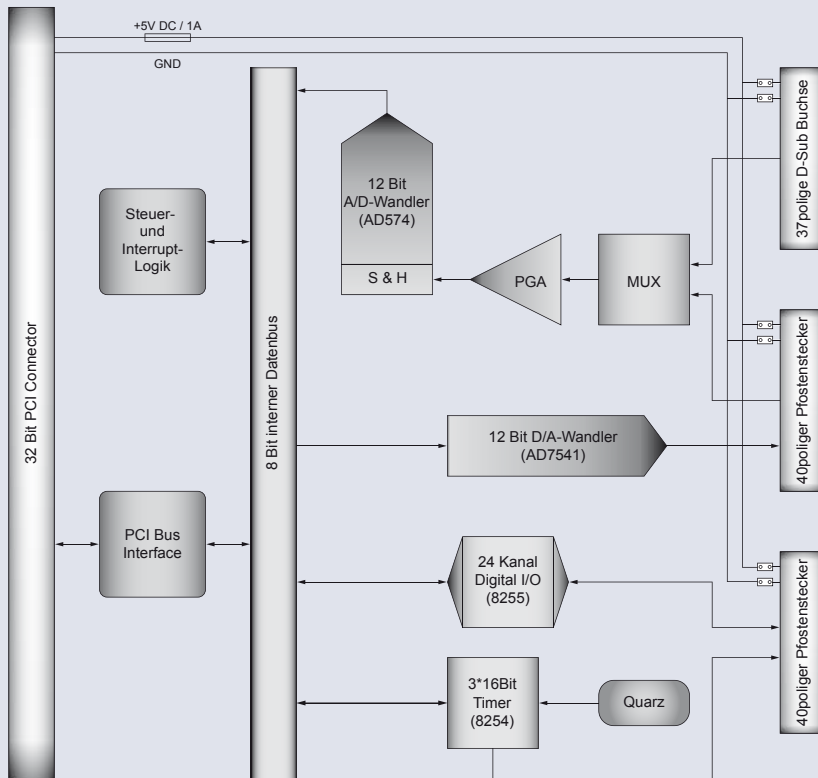 +5V DC / 1A
GND
32 Bit PCI Connector
Steuer-
und
Interrupt-
Logik
PCI Bus
Interface
8 Bit interner Datenbus
12 Bit
A/D-Wandler
(AD574)
S & H
PGA
MUX
37polige D-Sub Buchse
40poliger Pfostenstecker
12 Bit D/A-Wandler
(AD7541)
24 Kanal
Digital I/O
(8255)
40poliger Pfostenstecker
3*16Bit
Timer
(8254)
Quarz